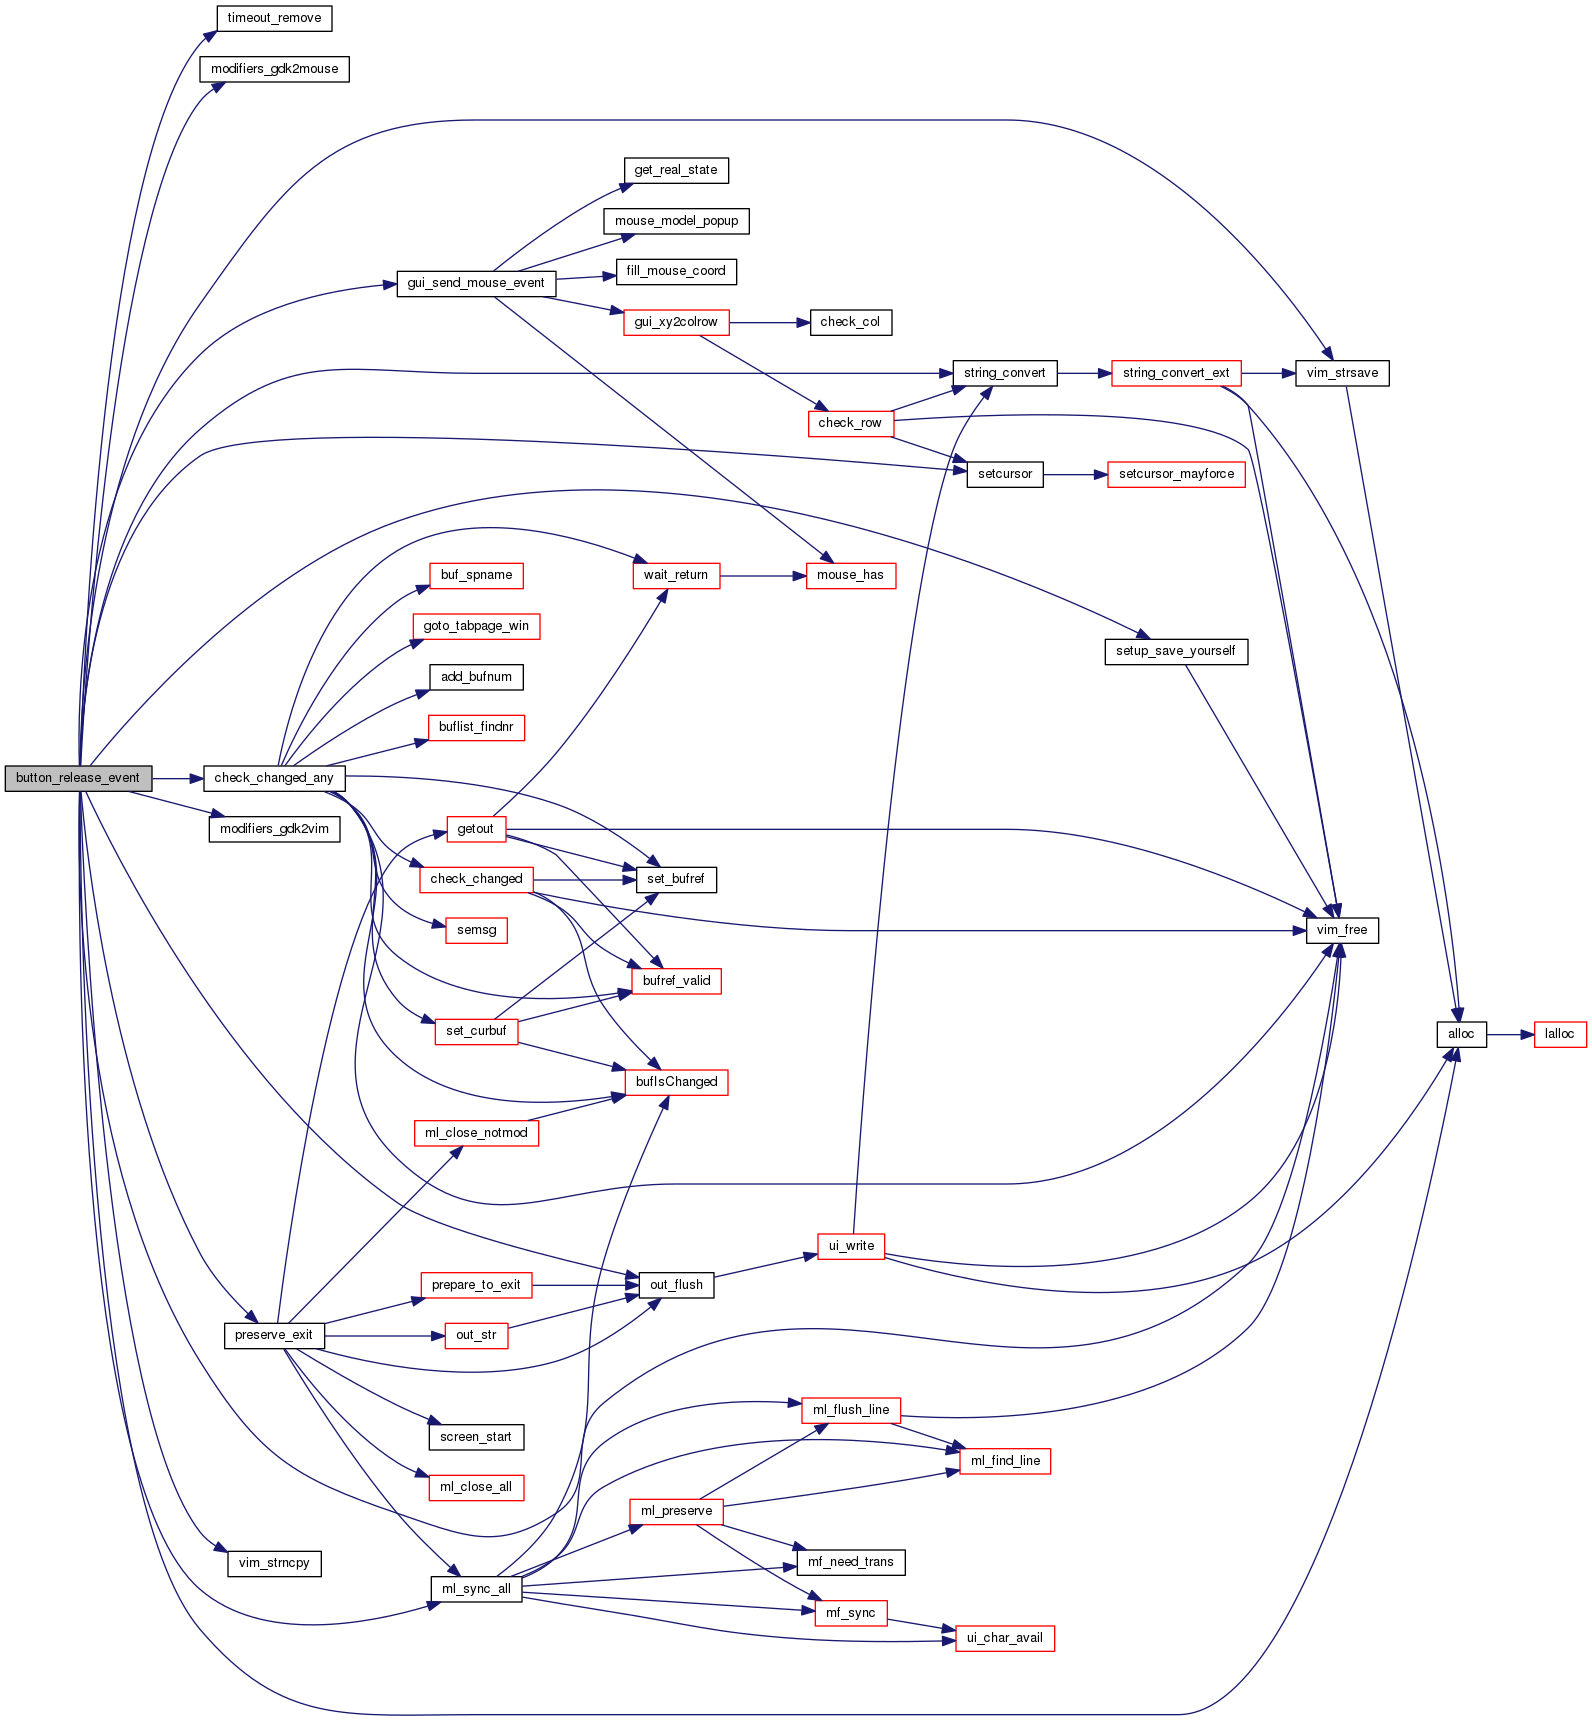 timeout_remove
modifiers_gdk2mouse
get_real_state
mouse_model_popup
fill_mouse_coord
gui_send_mouse_event
gui_xy2colrow
check_col
string_convert
string_convert_ext
vim_strsave
check_row
setcursor
setcursor_mayforce
buf_spname
wait_return
mouse_has
goto_tabpage_win
setup_save_yourself
add_bufnum
buflist_findnr
button_release_event
check_changed_any
modifiers_gdk2vim
getout
check_changed
set_bufref
semsg
vim_free
bufref_valid
set_curbuf
alloc
lalloc
bufIsChanged
ml_close_notmod
ui_write
prepare_to_exit
out_flush
preserve_exit
out_str
ml_flush_line
screen_start
ml_find_line
ml_close_all
ml_preserve
vim_strncpy
mf_need_trans
ml_sync_all
mf_sync
ui_char_avail